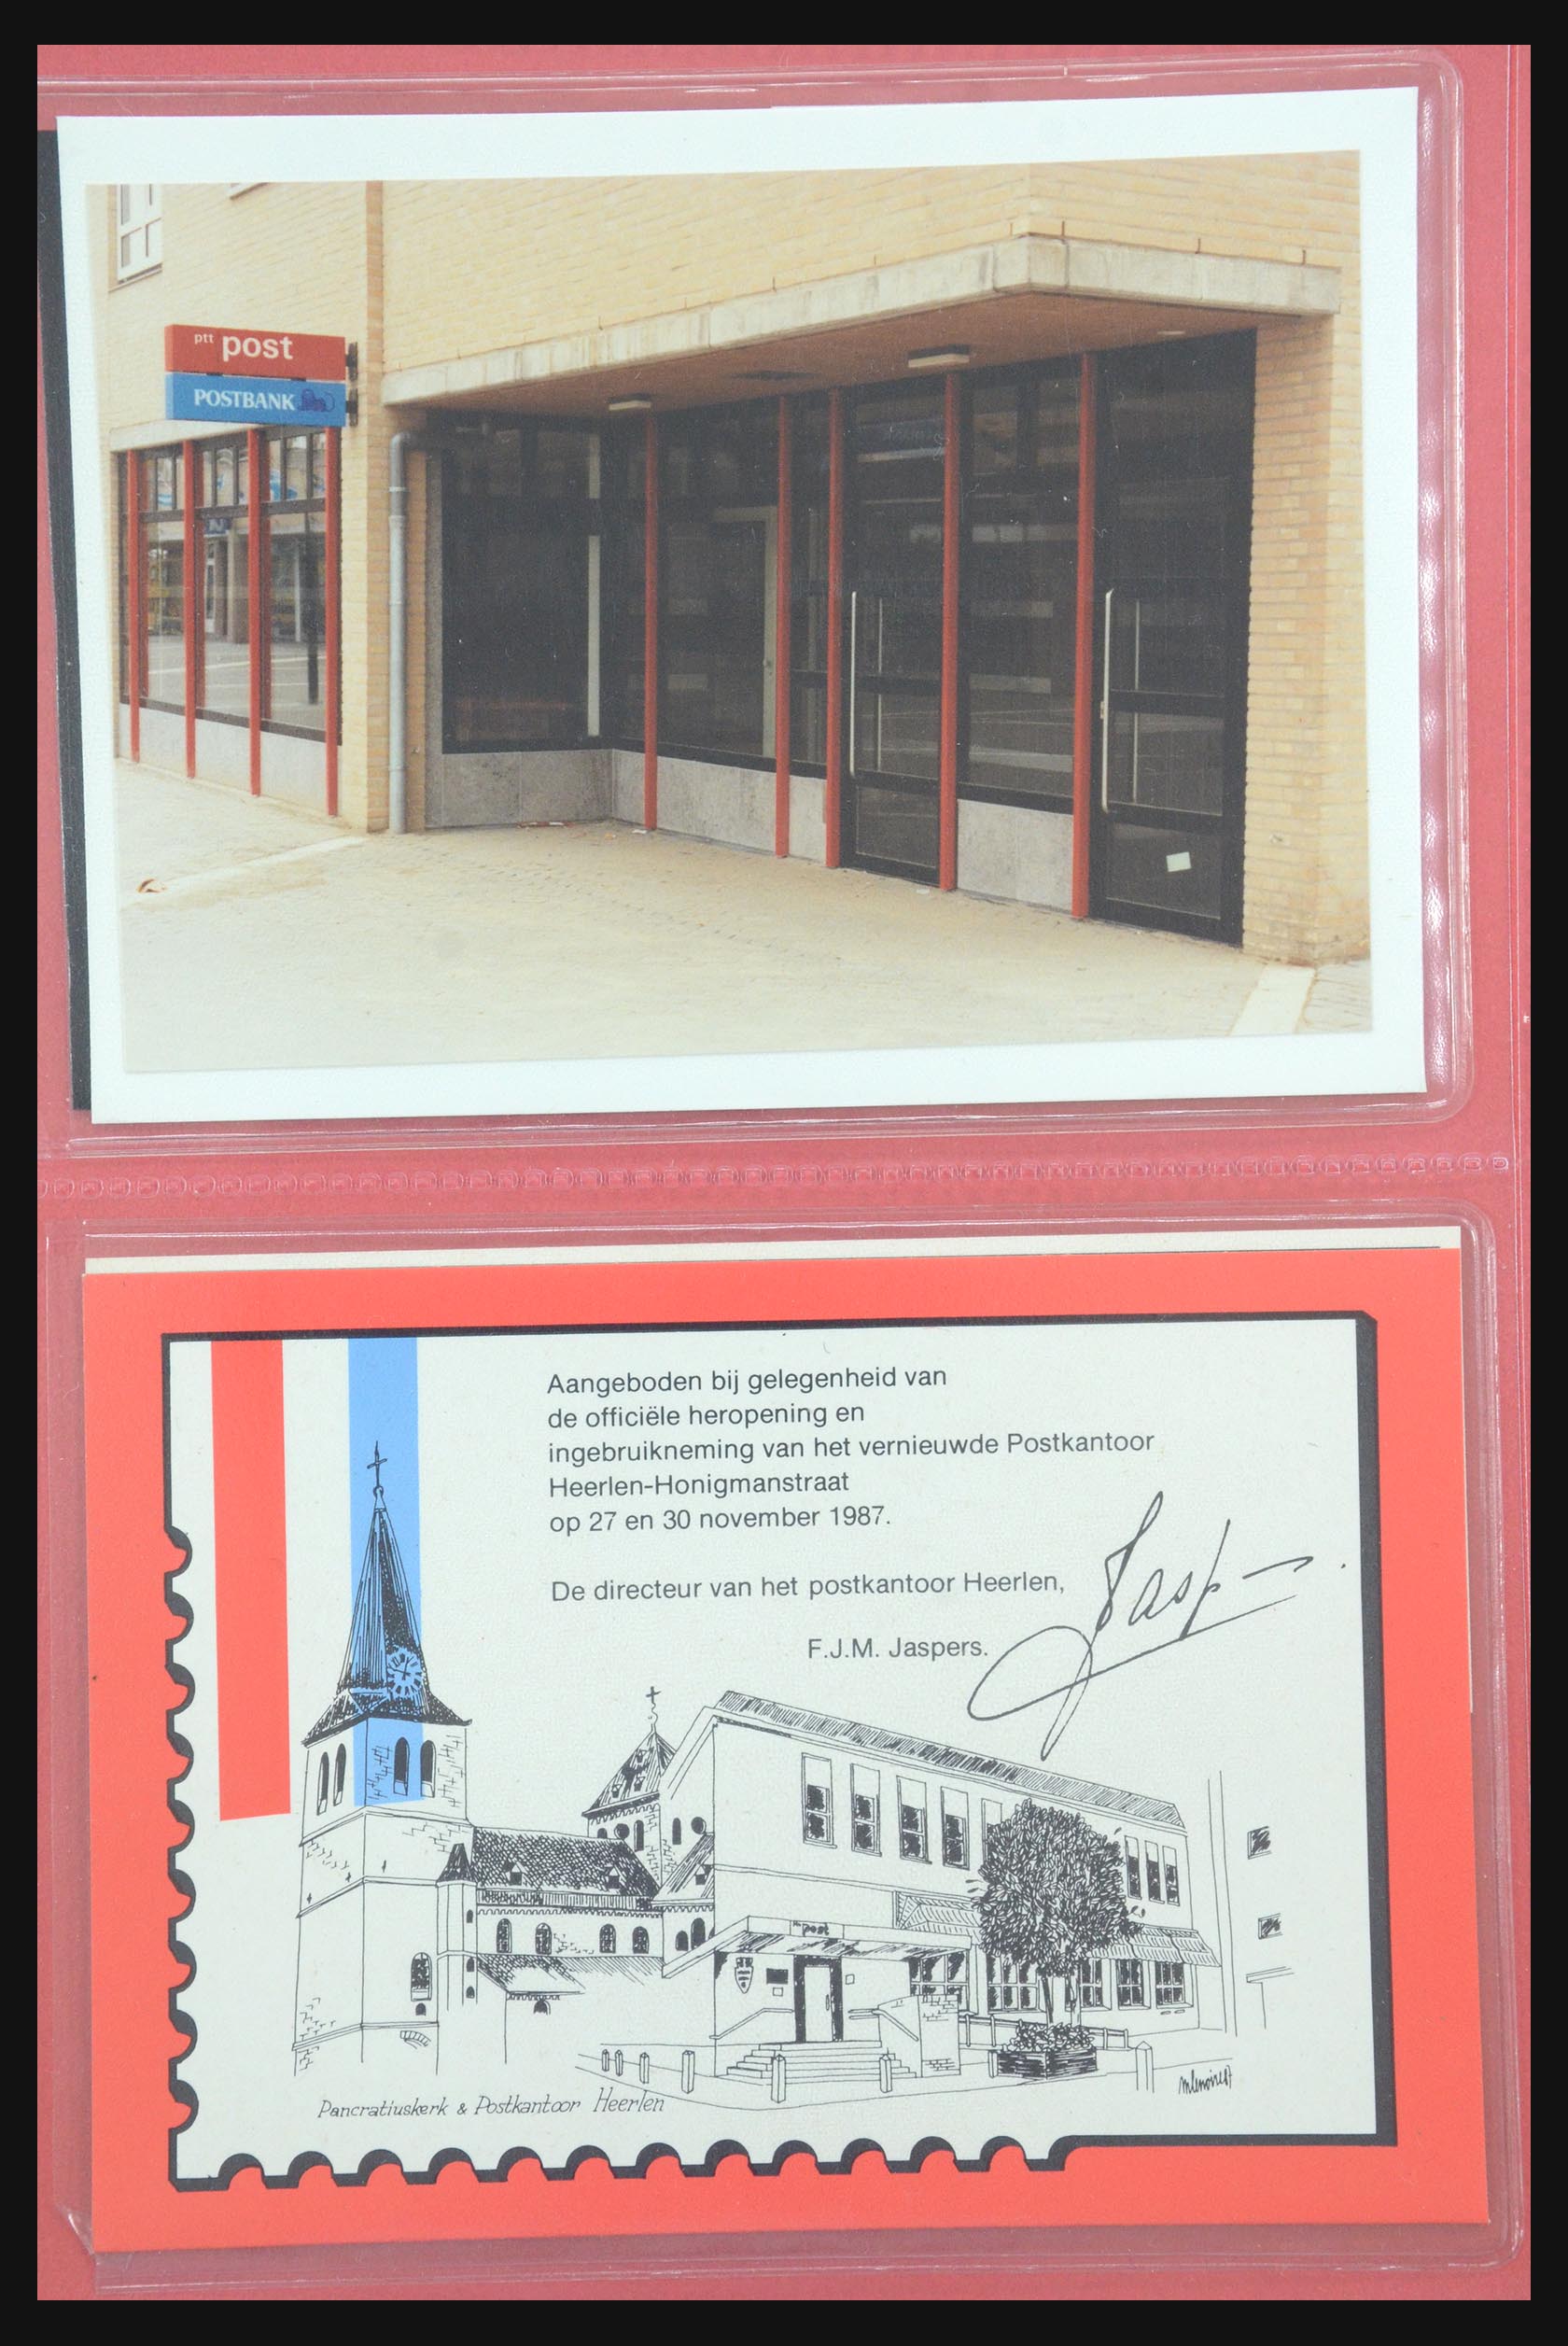 ptt post
POSTBANK
Aangeboden bij gelegenheid van
de officiële heropening en
ingebruikneming van het vernieuwde Postkantoor
Heerlen-Honigmanstraat
op 27 en 30 november 1987.
De directeur van het postkantoor Heerlen,
F.J.M. Jaspers.
ptt post
Pancratiuskerk & Postkantoor Heerlen